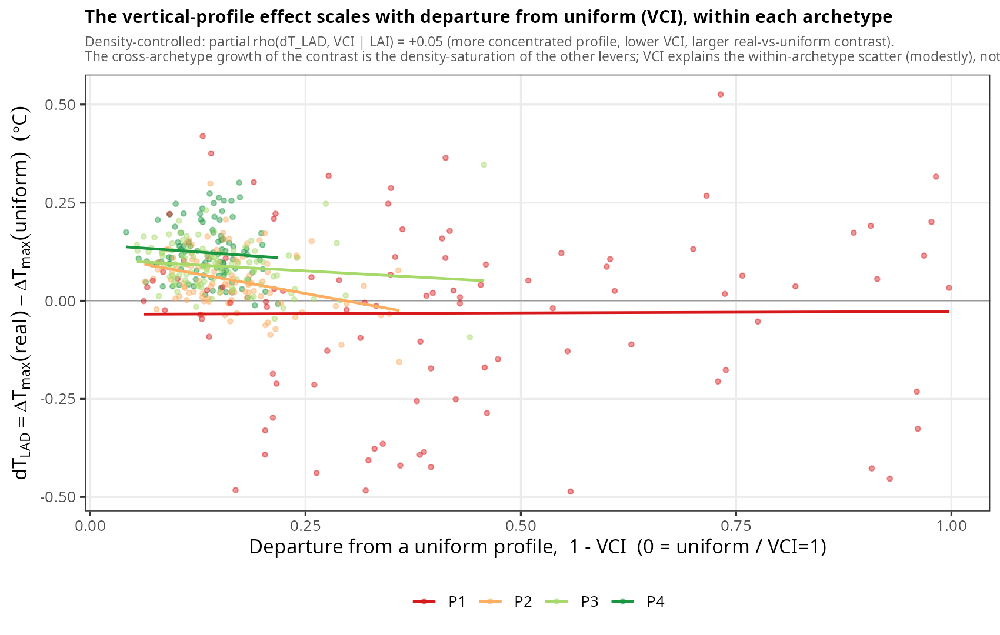 The vertical-profile effect scales with departure from uniform (VCI), within each archetype
Density-controlled: partial rho(dT_LAD, VCI | LAI) = +0.05 (more concentrated profile, lower VCI, larger real-vs-uniform contrast).
The cross-archetype growth of the contrast is the density-saturation of the other levers; VCI explains the within-archetype scatter (modestly), not
dT_LAD = ΔT_max(real) − ΔT_max(uniform) (°C)
0.50
0.25
0.00
-0.25
-0.50
0.00 0.25 0.50 0.75 1.00
Departure from a uniform profile, 1 - VCI (0 = uniform / VCI=1)
P1 P2 P3 P4